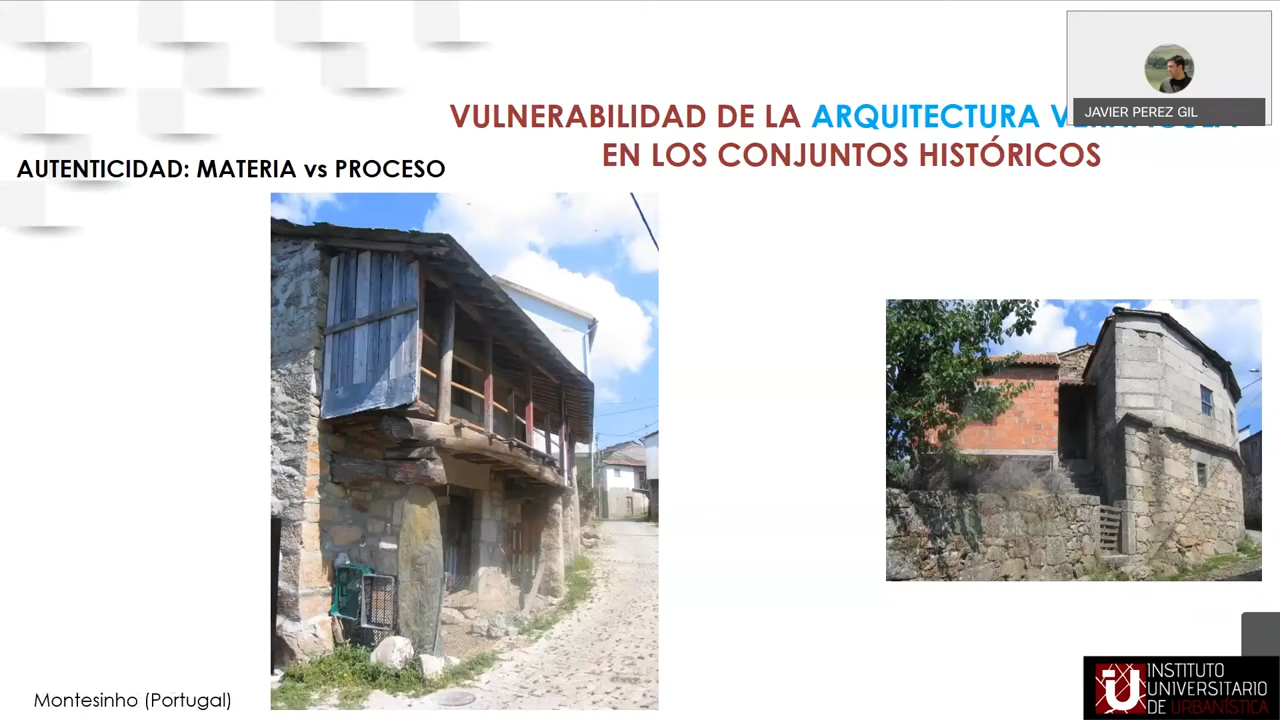 JAVIER PEREZ GIL
VULNERABILIDAD DE LA ARQUITECTURA
EN LOS CONJUNTOS HISTÓRICOS
AUTENTICIDAD: MATERIA vs PROCESO
Montesinho (Portugal)
iU INSTITUTO
UNIVERSITARIO
DE URBANÍSTICA